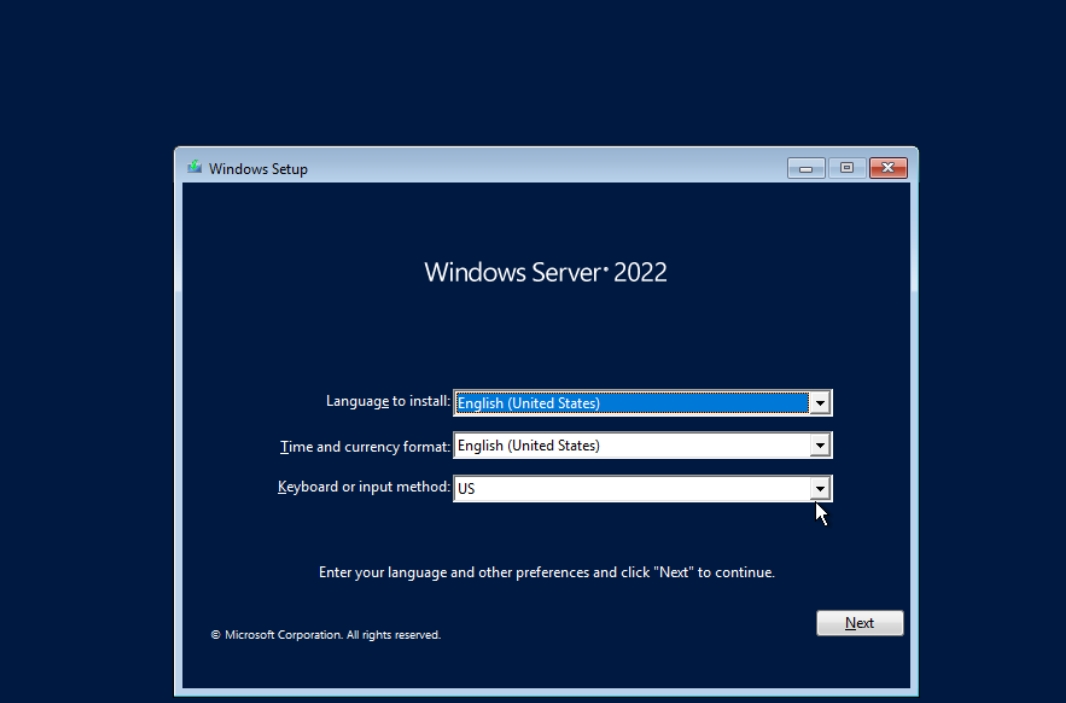 Windows Setup
Windows Server 2022
Language to install: English (United States)
Time and currency format: English (United States)
Keyboard or input method: US
Enter your language and other preferences and click "Next" to continue.
Next
© Microsoft Corporation. All rights reserved.